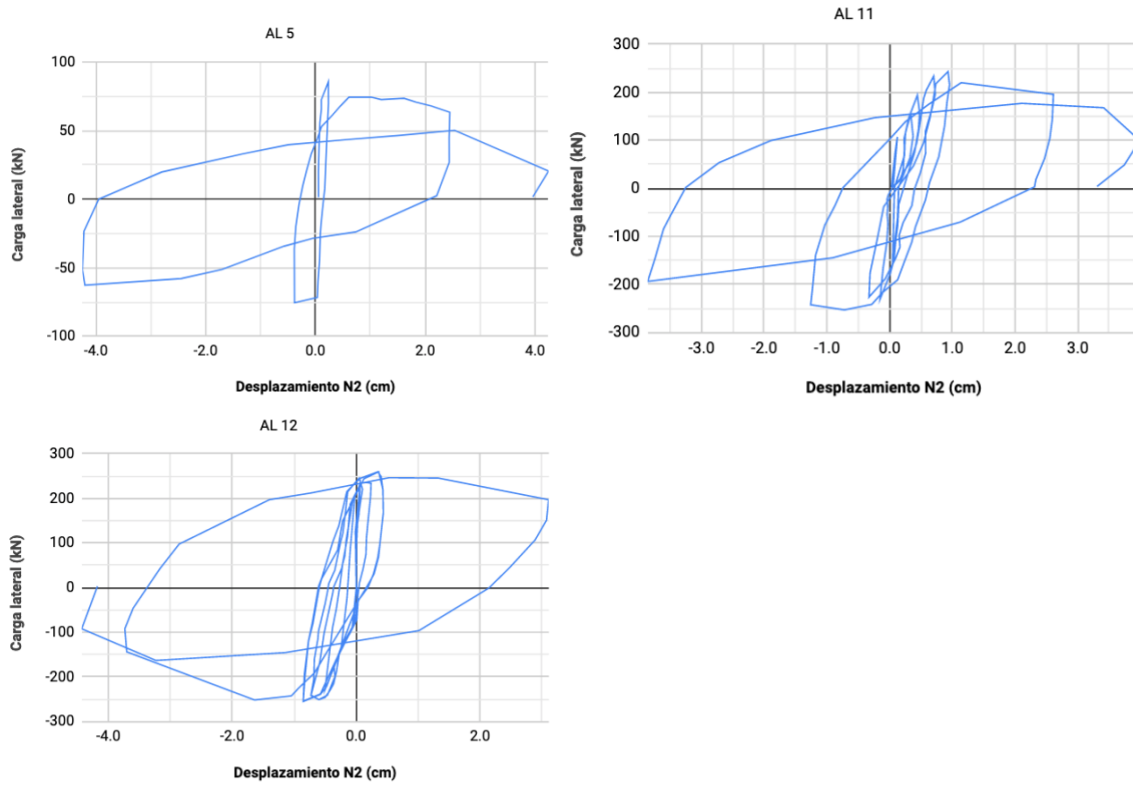 AL 5
100
50
0
-50
-100
Carga lateral (kN)
-4.0 -2.0 0.0 2.0 4.0
Desplazamiento N2 (cm)
AL 11
300
200
100
0
-100
-200
-300
Carga lateral (kN)
-3.0 -2.0 -1.0 0.0 1.0 2.0 3.0
Desplazamiento N2 (cm)
AL 12
300
200
100
0
-100
-200
-300
Carga lateral (kN)
-4.0 -2.0 0.0 2.0
Desplazamiento N2 (cm)